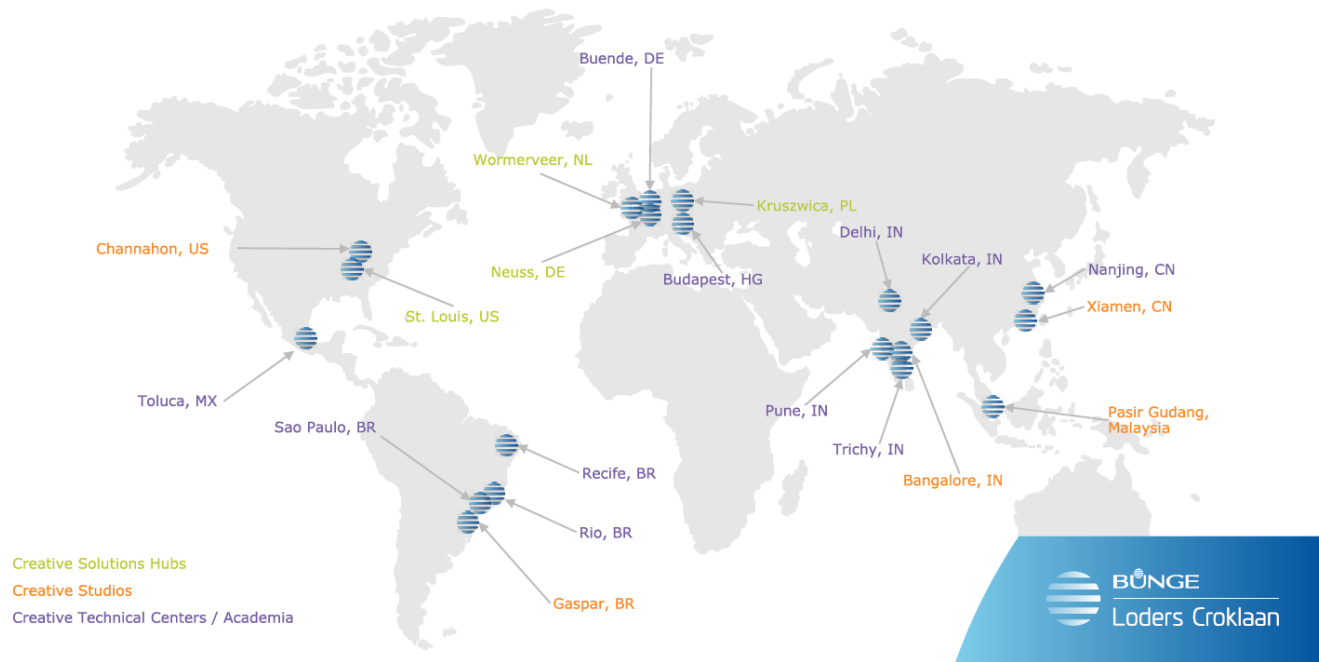 Buende, DE
Wormerveer, NL
Kruszwica, PL
Delhi, IN
Channahon, US
Kolkata, IN
Neuss, DE
Budapest, HG
Nanjing, CN
St. Louis, US
Xiamen, CN
Toluca, MX
Pune, IN
Pasir Gudang,
Malaysia
Sao Paulo, BR
Trichy, IN
Recife, BR
Bangalore, IN
Rio, BR
Gaspar, BR
Creative Solutions Hubs
Creative Studios
Creative Technical Centers / Academia
BUNGE
Loders Croklaan